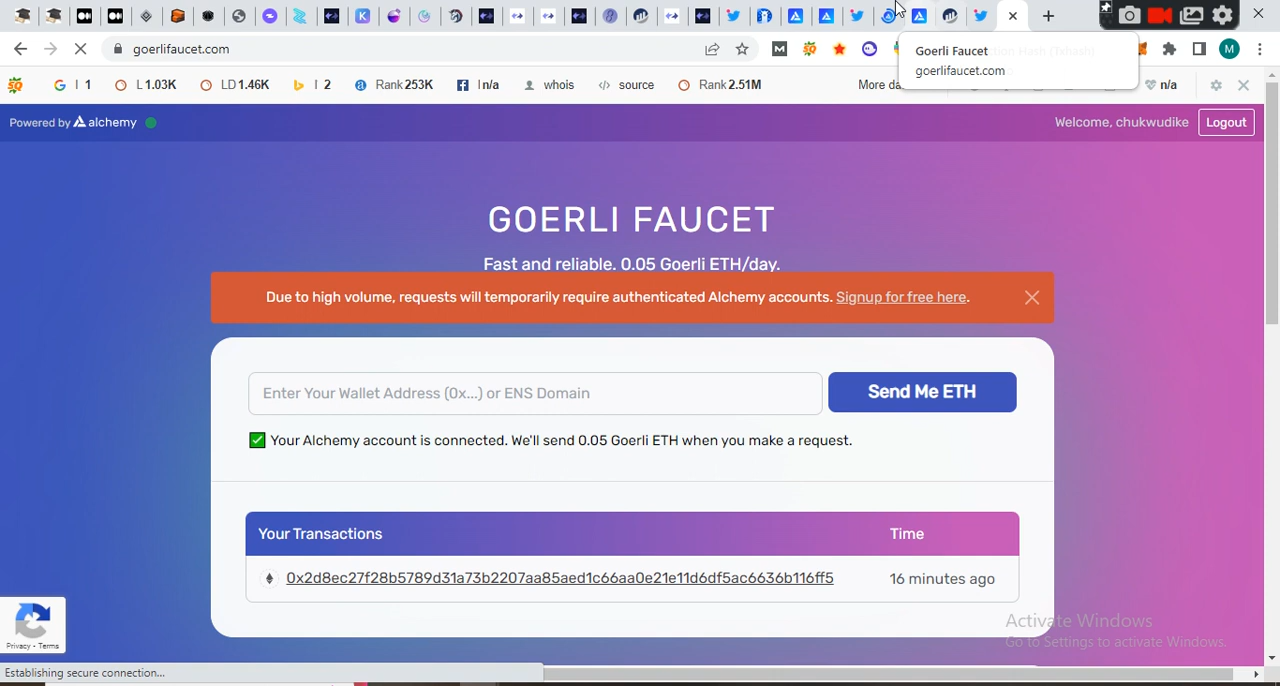 goerlifaucet.com
M
Goerli Faucet
goerlifaucet.com
I 1 L 1.03K LD 1.46K I 2 Rank 253K I n/a whois source Rank 2.51M More da n/a
Powered by alchemy Welcome, chukwudike Logout
GOERLI FAUCET
Fast and reliable. 0.05 Goerli ETH/day.
Due to high volume, requests will temporarily require authenticated Alchemy accounts. Signup for free here.
Enter Your Wallet Address (0x...) or ENS Domain Send Me ETH
Your Alchemy account is connected. We'll send 0.05 Goerli ETH when you make a request.
Your Transactions Time
0x2d8ec27f28b5789d31a73b2207aa85aed1c66aa0e21e11d6df5ac6636b116ff5 16 minutes ago
Privacy - Terms
Activate Windows
Go to Settings to activate Windows.
Establishing secure connection...